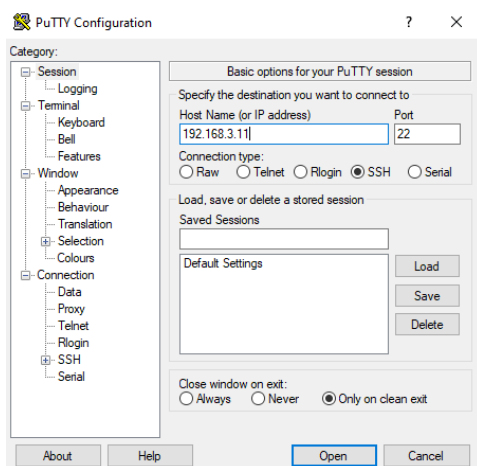 PuTTY Configuration ? ×
Category:
Session
Logging
Terminal
Keyboard
Bell
Features
Window
Appearance
Behaviour
Translation
Selection
Colours
Connection
Data
Proxy
Telnet
Rlogin
SSH
Serial
Basic options for your PuTTY session
Specify the destination you want to connect to
Host Name (or IP address) Port
192.168.3.11 22
Connection type:
Raw Telnet Rlogin SSH Serial
Load, save or delete a stored session
Saved Sessions
Default Settings
Load
Save
Delete
Close window on exit:
Always Never Only on clean exit
About Help Open Cancel